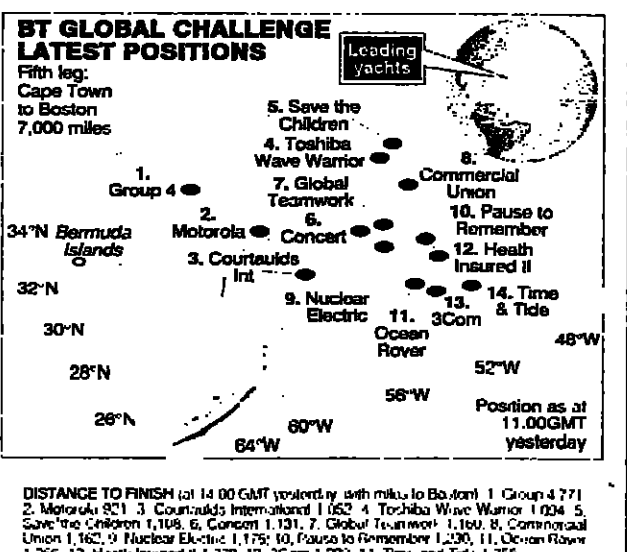 BT GLOBAL CHALLENGE
LATEST POSITIONS
Fifth leg:
Cape Town
to Boston
7,000 miles
Leading
yachts
5. Save the
Children
4. Toshiba
Wave Warrior
1.
Group 4
7. Global
Teamwork
8.
Commercial
Union
2.
Motorola
6.
Concert
10. Pause to
Remember
34°N Bermuda
Islands
3. Courtaulds
Int
12. Heath
Insured II
32°N
9. Nuclear
Electric
11.
Ocean
Rover
13.
3Com
14. Time
& Tide
30°N
48°W
28°N
52°W
26°N
56°W
60°W
64°W
Position as at
11.00GMT
yesterday
DISTANCE TO FINISH (at 14 00 GMT yesterday with miles to Boston) 1 Group 4 771
2. Motorola 921 3 Courtaulds International 1 052 4 Toshiba Wave Warrior 1 094 5.
Save the Children 1,108, 6, Concert 1,131, 7. Global Teamwork 1,160, 8, Commercial
Union 1,162, 9 Nuclear Electric 1,175; 10, Pause to Remember 1,230, 11, Ocean Rover